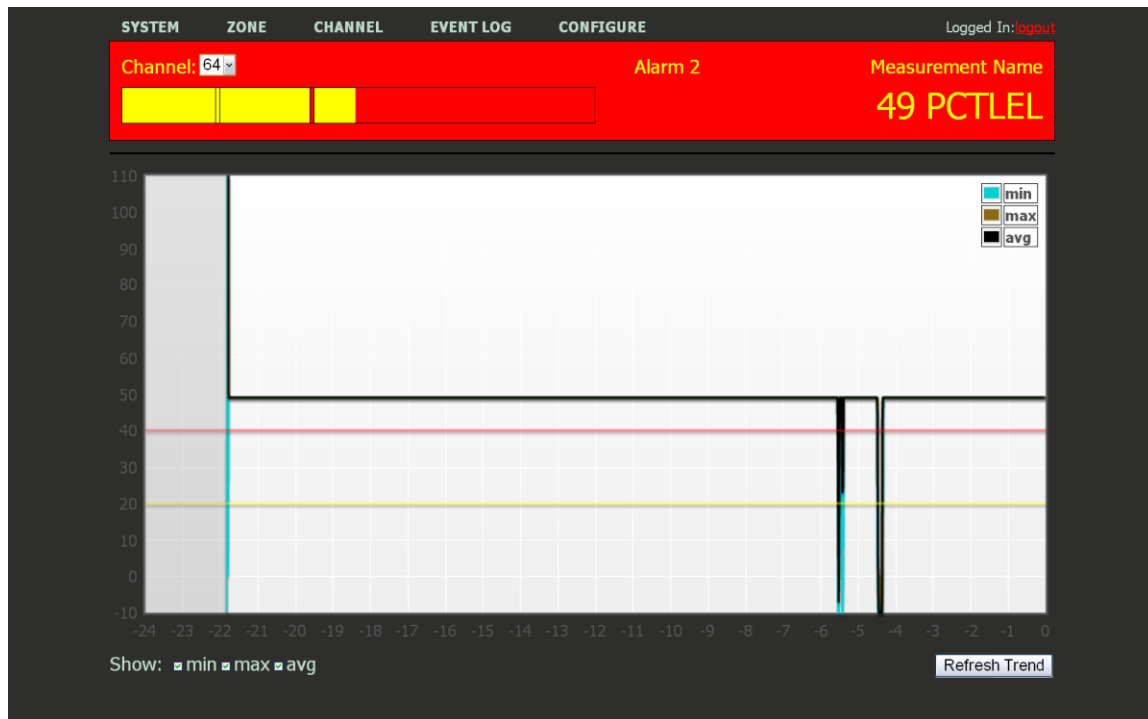 SYSTEM ZONE CHANNEL EVENT LOG CONFIGURE Logged In:logout
Channel: 64 Alarm 2 Measurement Name
49 PCTLEL
110
100
90
80
70
60
50
40
30
20
10
0
-10
min
max
avg
-24 -23 -22 -21 -20 -19 -18 -17 -16 -15 -14 -13 -12 -11 -10 -9 -8 -7 -6 -5 -4 -3 -2 -1 0
Show: min max avg Refresh Trend